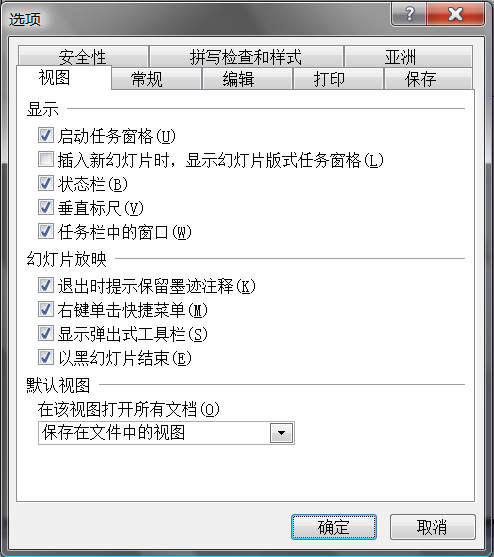 选项
安全性 拼写检查和样式 亚洲
视图 常规 编辑 打印 保存
显示
启动任务窗格(U)
插入新幻灯片时，显示幻灯片版式任务窗格(L)
状态栏(B)
垂直标尺(V)
任务栏中的窗口(W)
幻灯片放映
退出时提示保留墨迹注释(K)
右键单击快捷菜单(M)
显示弹出式工具栏(S)
以黑幻灯片结束(E)
默认视图
在该视图打开所有文档(O)
保存在文件中的视图
确定 取消